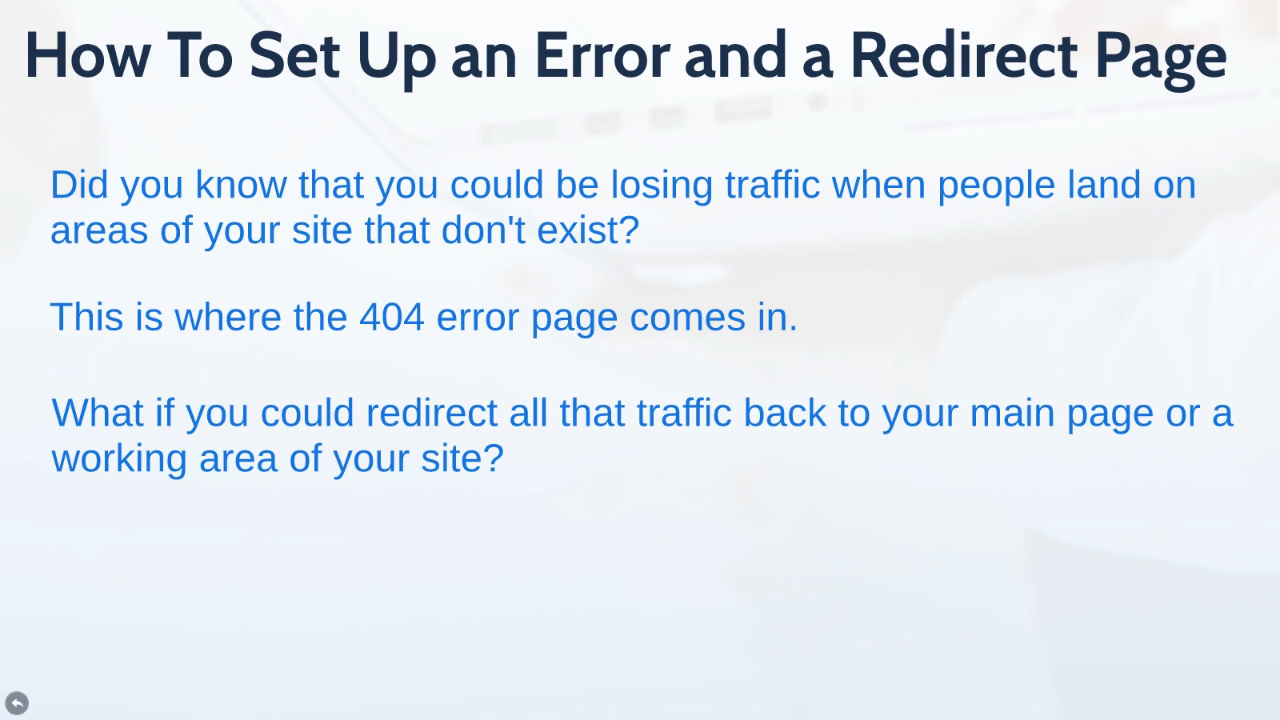 How To Set Up an Error and a Redirect Page
Did you know that you could be losing traffic when people land on
areas of your site that don't exist?
This is where the 404 error page comes in.
What if you could redirect all that traffic back to your main page or a
working area of your site?